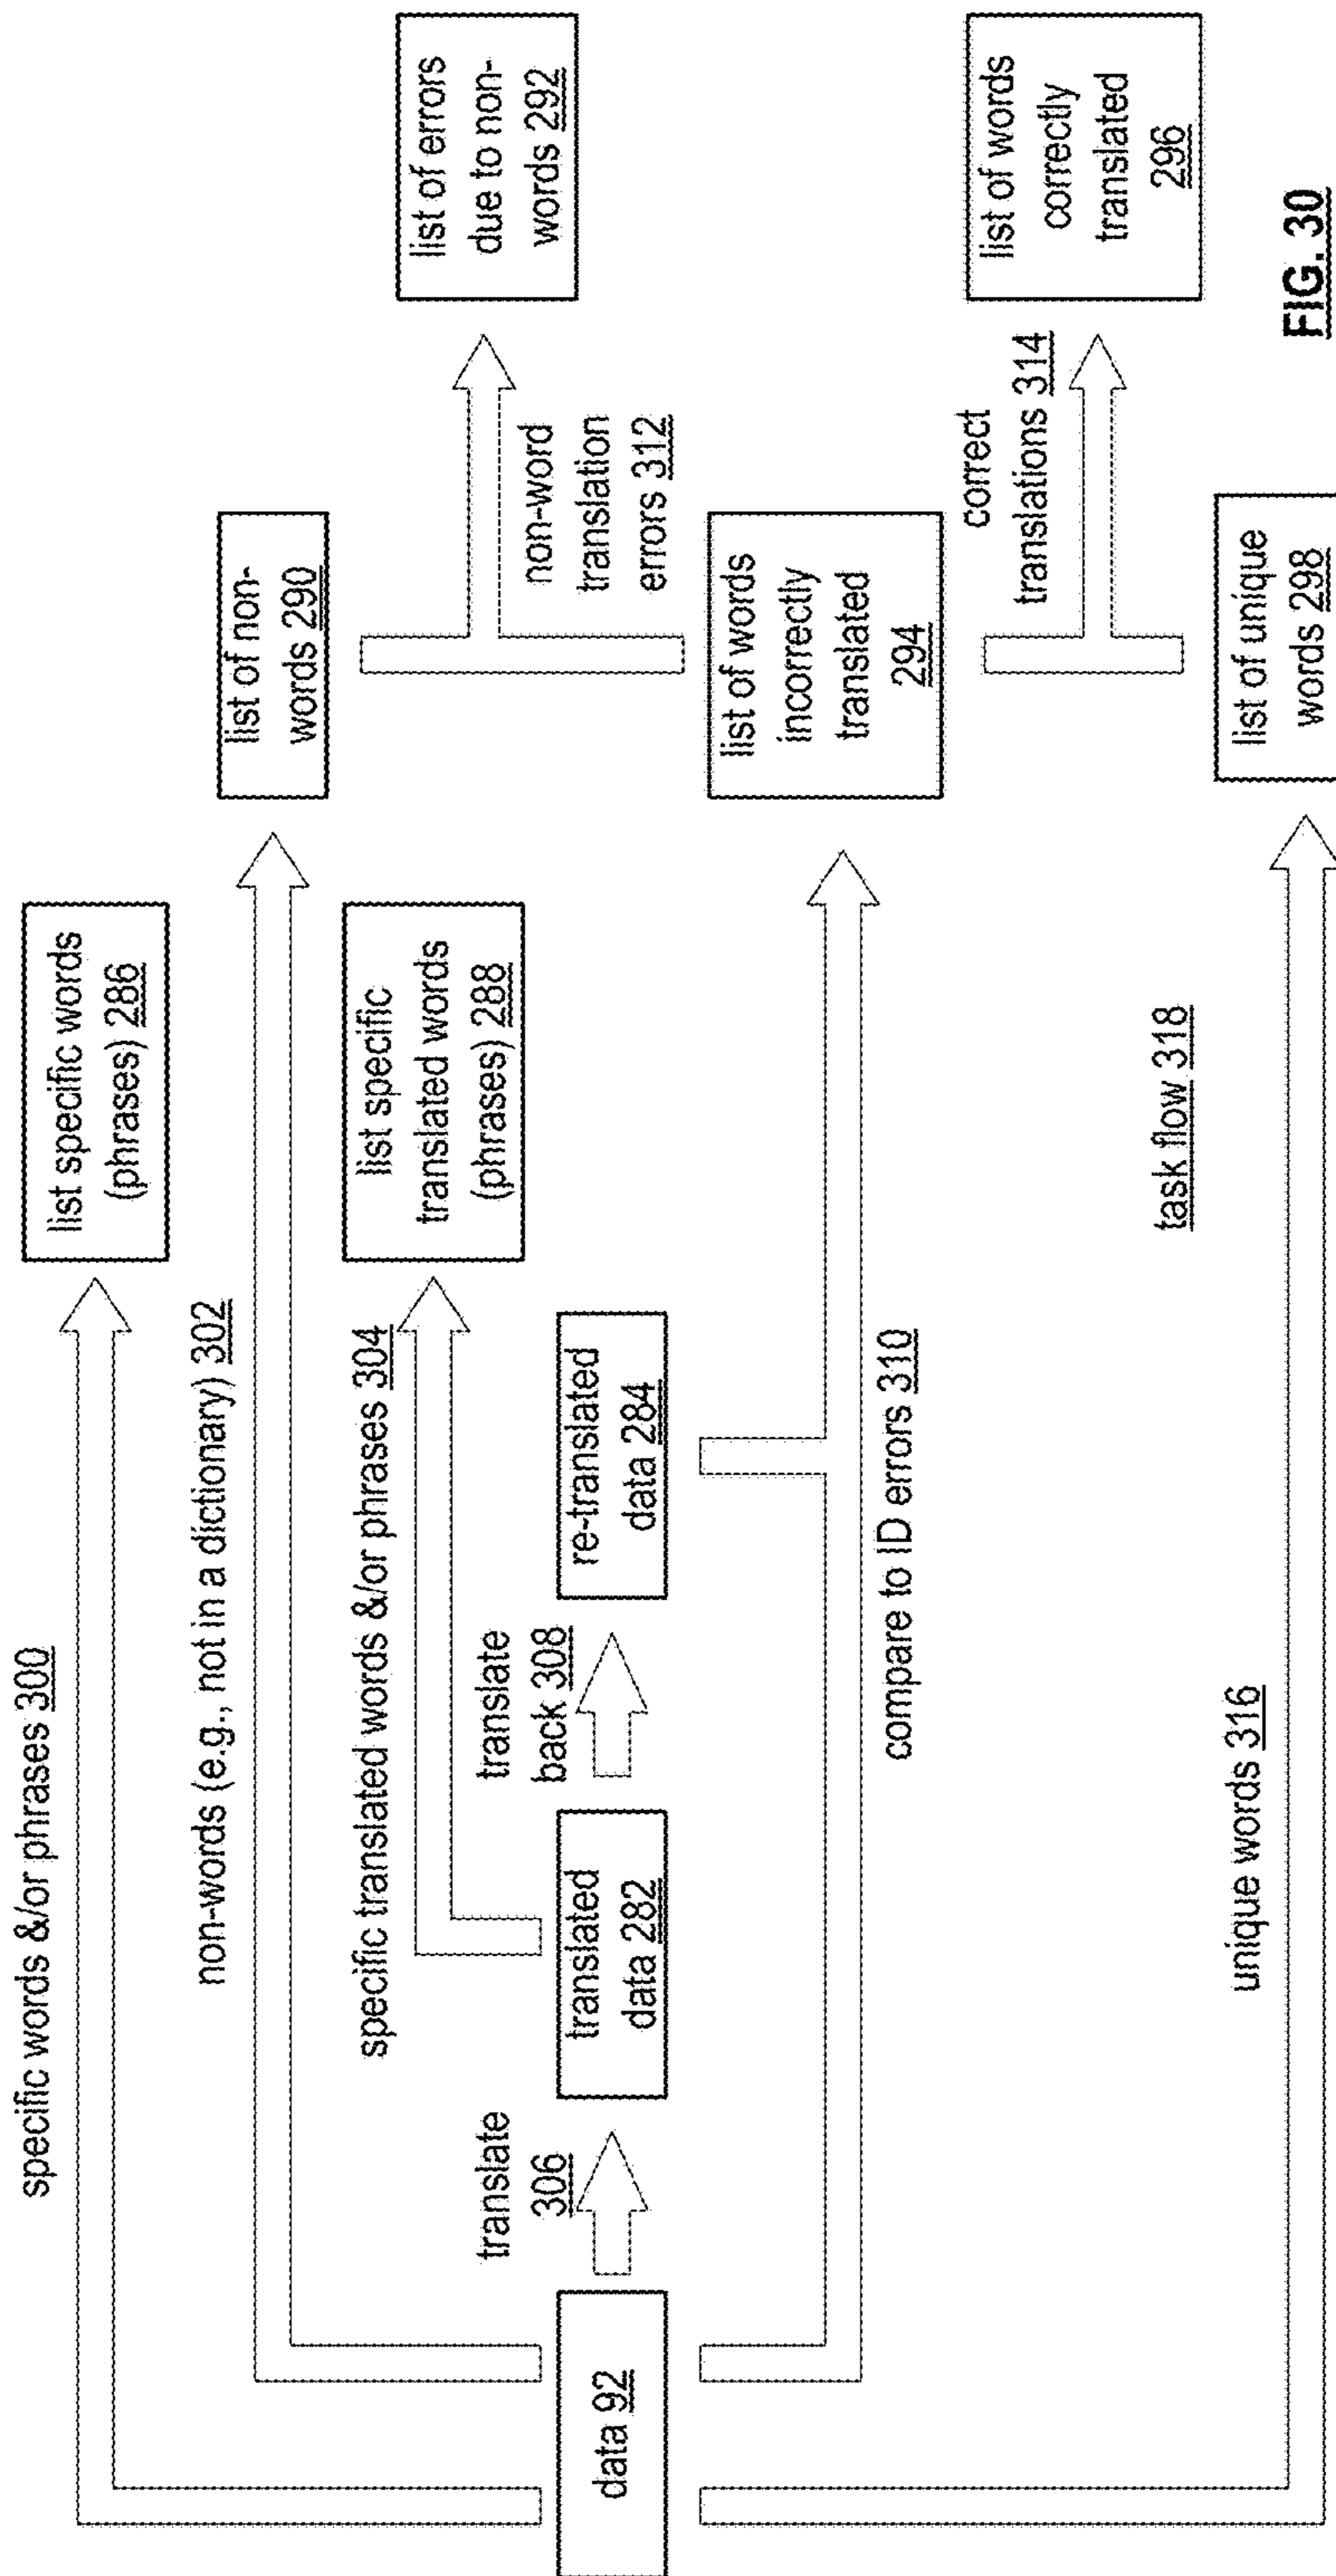 specific words &/or phrases 300
list specific words
(phrases) 286
non-words (e.g., not in a dictionary) 302
list of non-
words 290
specific translated words &/or phrases 304
list specific
translated words
(phrases) 288
list of errors
due to non-
words 292
non-word
translation
errors 312
translate
306
translate
back 308
data 92
translated
data 282
re-translated
data 284
list of words
incorrectly
translated
294
compare to ID errors 310
correct
translations 314
list of words
correctly
translated
296
task flow 318
unique words 316
list of unique
words 298
FIG. 30